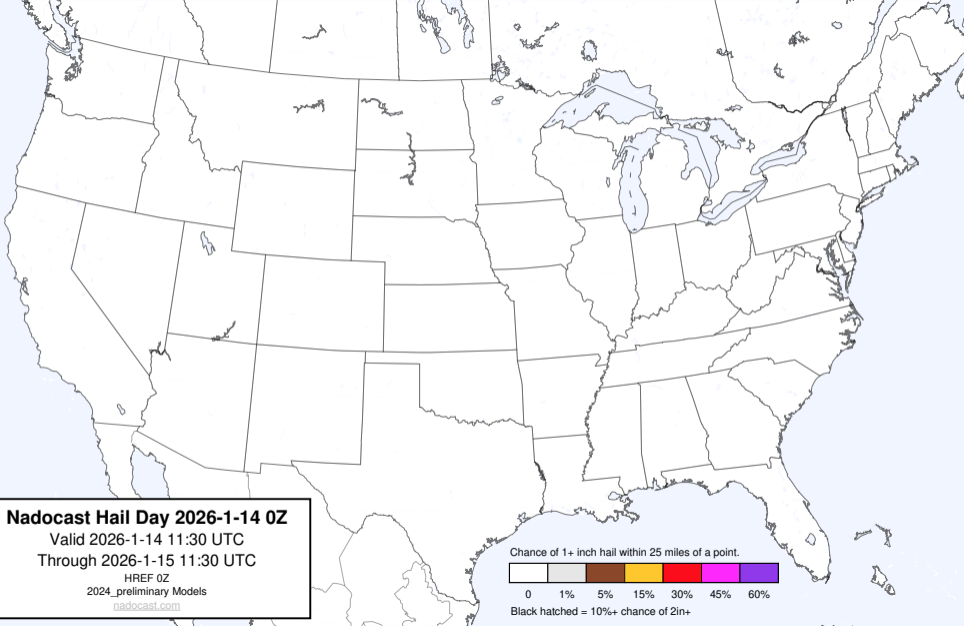 Nadocast Hail Day 2026-1-14 0Z
Valid 2026-1-14 11:30 UTC
Through 2026-1-15 11:30 UTC
HREF 0Z
2024_preliminary Models
nadocast.com
Chance of 1+ inch hail within 25 miles of a point.
0 1% 5% 15% 30% 45% 60%
Black hatched = 10%+ chance of 2in+